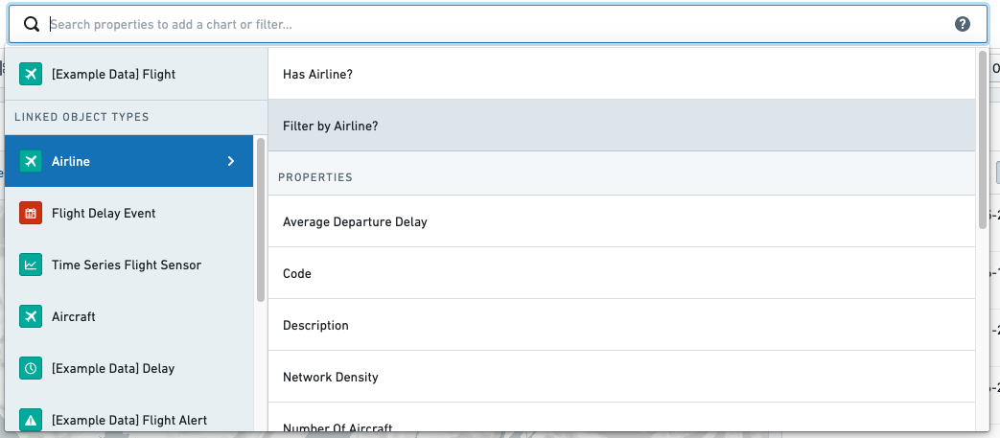 Search properties to add a chart or filter...
[Example Data] Flight
LINKED OBJECT TYPES
Airline
Flight Delay Event
Time Series Flight Sensor
Aircraft
[Example Data] Delay
[Example Data] Flight Alert
Has Airline?
Filter by Airline?
PROPERTIES
Average Departure Delay
Code
Description
Network Density
Number Of Aircraft